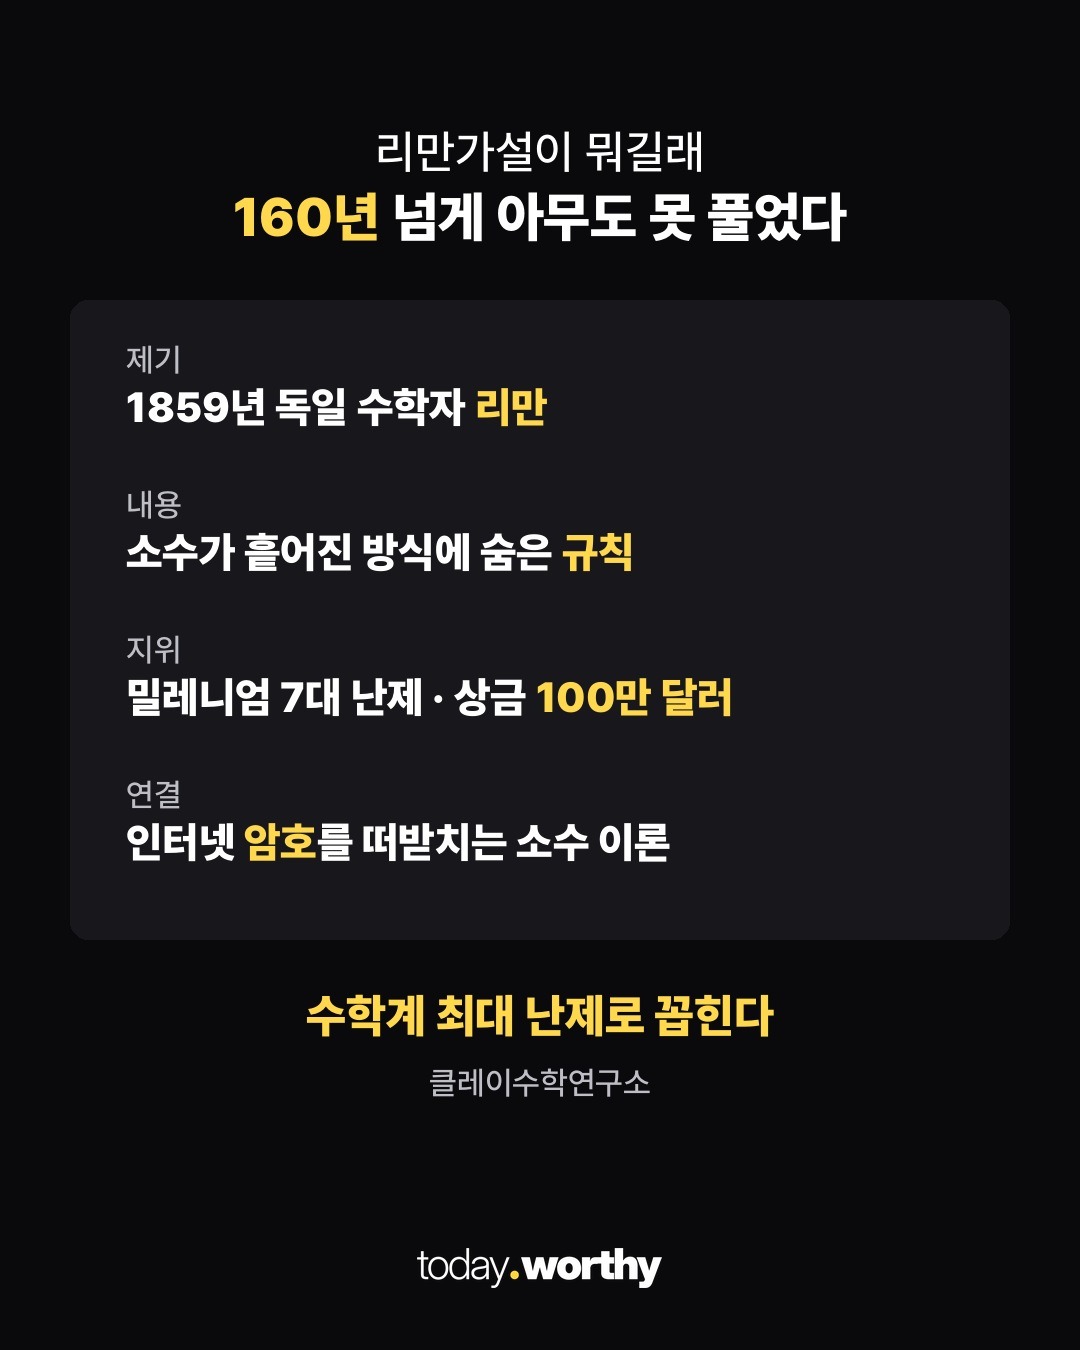 리만가설이 뭐길래
160년 넘게 아무도 못 풀었다
제기
1859년 독일 수학자 리만
내용
소수가 흩어진 방식에 숨은 규칙
지위
밀레니엄 7대 난제 · 상금 100만 달러
연결
인터넷 암호를 떠받치는 소수 이론
수학계 최대 난제로 꼽힌다
클레이수학연구소
today.worthy